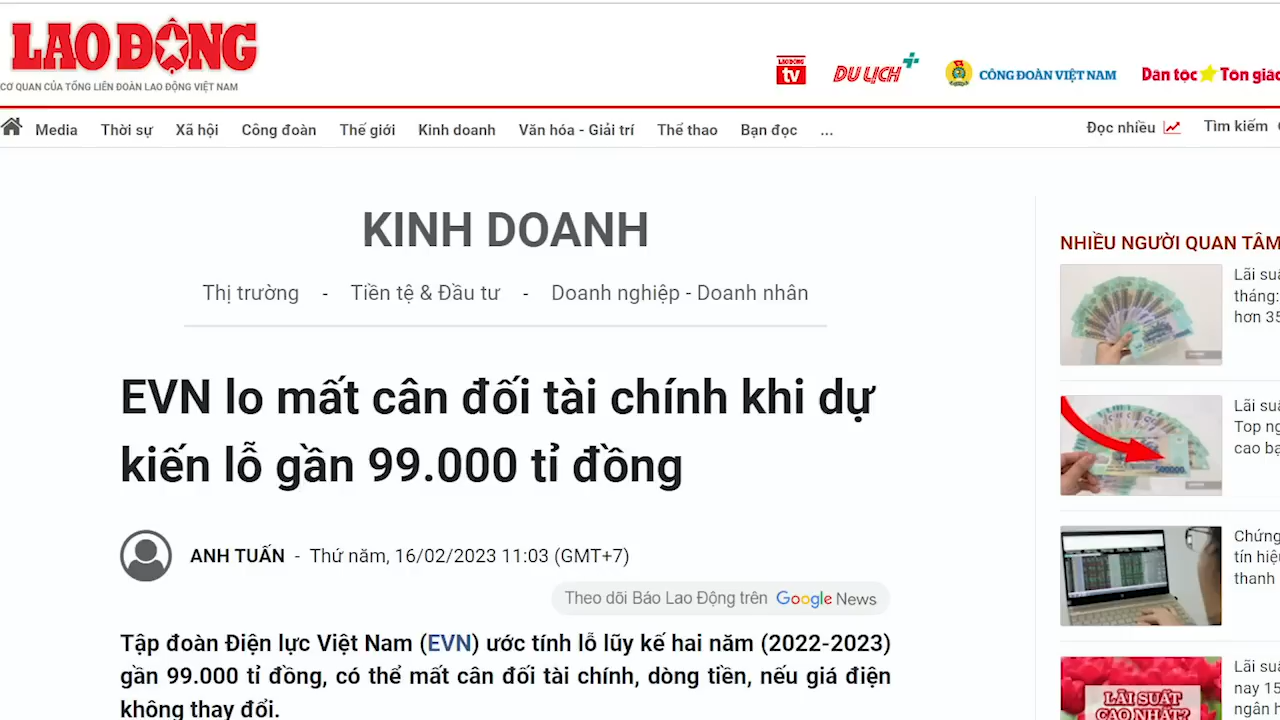 LAO ĐỘNG
CƠ QUAN CỦA TỔNG LIÊN ĐOÀN LAO ĐỘNG VIỆT NAM
LAO ĐỘNG
tv
DU LỊCH+
CÔNG ĐOÀN VIỆT NAM
Dân tộc Tôn giáo
Media Thời sự Xã hội Công đoàn Thế giới Kinh doanh Văn hóa - Giải trí Thể thao Bạn đọc ...
Đọc nhiều Tìm kiếm
KINH DOANH
Thị trường - Tiền tệ & Đầu tư - Doanh nghiệp - Doanh nhân
EVN lo mất cân đối tài chính khi dự
kiến lỗ gần 99.000 tỉ đồng
ANH TUẤN - Thứ năm, 16/02/2023 11:03 (GMT+7)
Theo dõi Báo Lao Động trên Google News
Tập đoàn Điện lực Việt Nam (EVN) ước tính lỗ lũy kế hai năm (2022-2023)
gần 99.000 tỉ đồng, có thể mất cân đối tài chính, dòng tiền, nếu giá điện
không thay đổi.
NHIỀU NGƯỜI QUAN TÂM
Lãi
tháng:
hơn 35
Lãi
Top
cao
500000
Chứng
tín
thanh
Lãi
nay 15
ngân
LÃI SUẤT
CAO NHẤT?